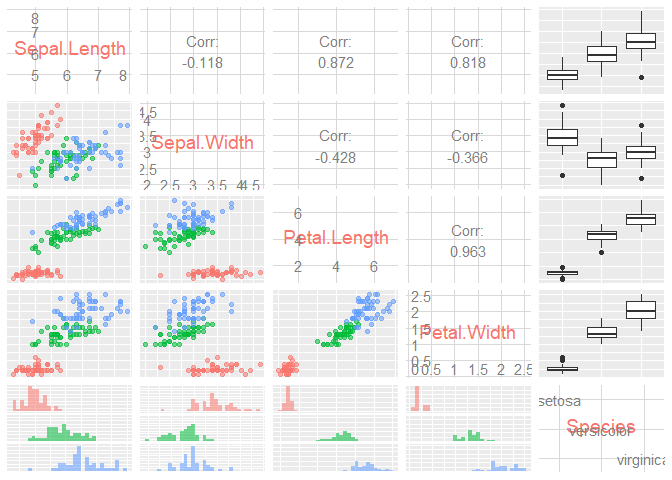 8
7
6
5
Sepal.Length
5 6 7 8
Corr:
-0.118
Corr:
0.872
Corr:
0.818
4.5
4
3.5
3
2.5
2
Sepal.Width
2 2.5 3 3.5 4 4.5
Corr:
-0.428
Corr:
-0.366
6
4
2
Petal.Length
4 6
Corr:
0.963
2.5
2
1.5
1
0.5
0
Petal.Width
0.5 1 1.5 2 2.5
setosa
Species
versicolor
virginica